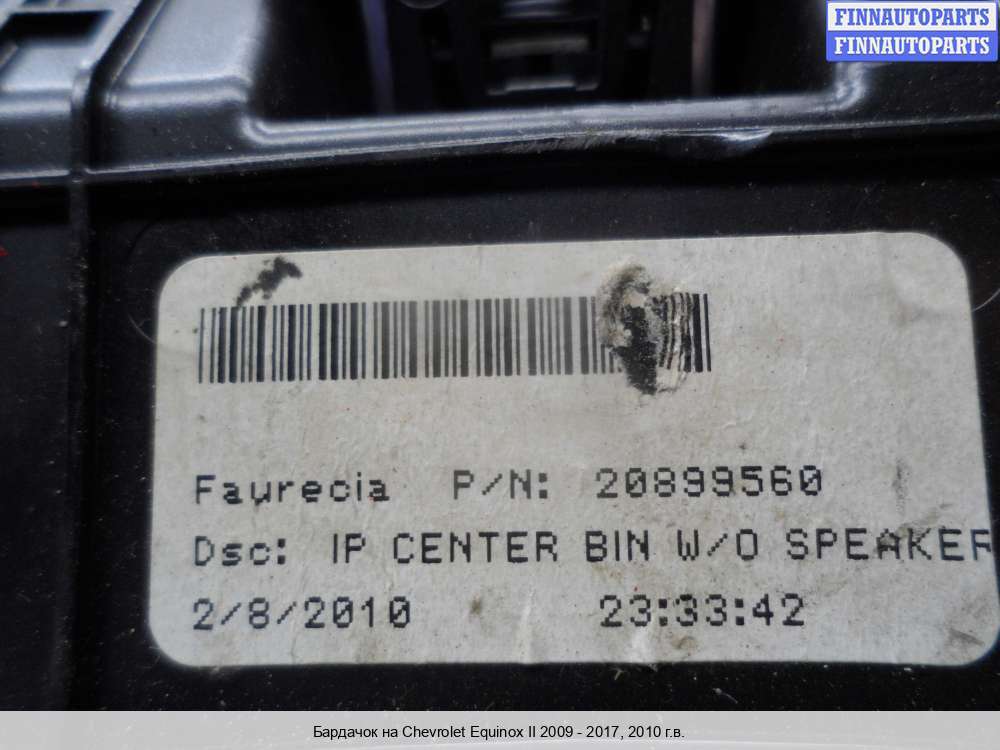 FINNAUTOPARTS
FINNAUTOPARTS
Faurecia P/N: 20899560
Dsc: IP CENTER BIN W/O SPEAKER
2/8/2010 23:33:42
Бардачок на Chevrolet Equinox II 2009 - 2017, 2010 г.в.